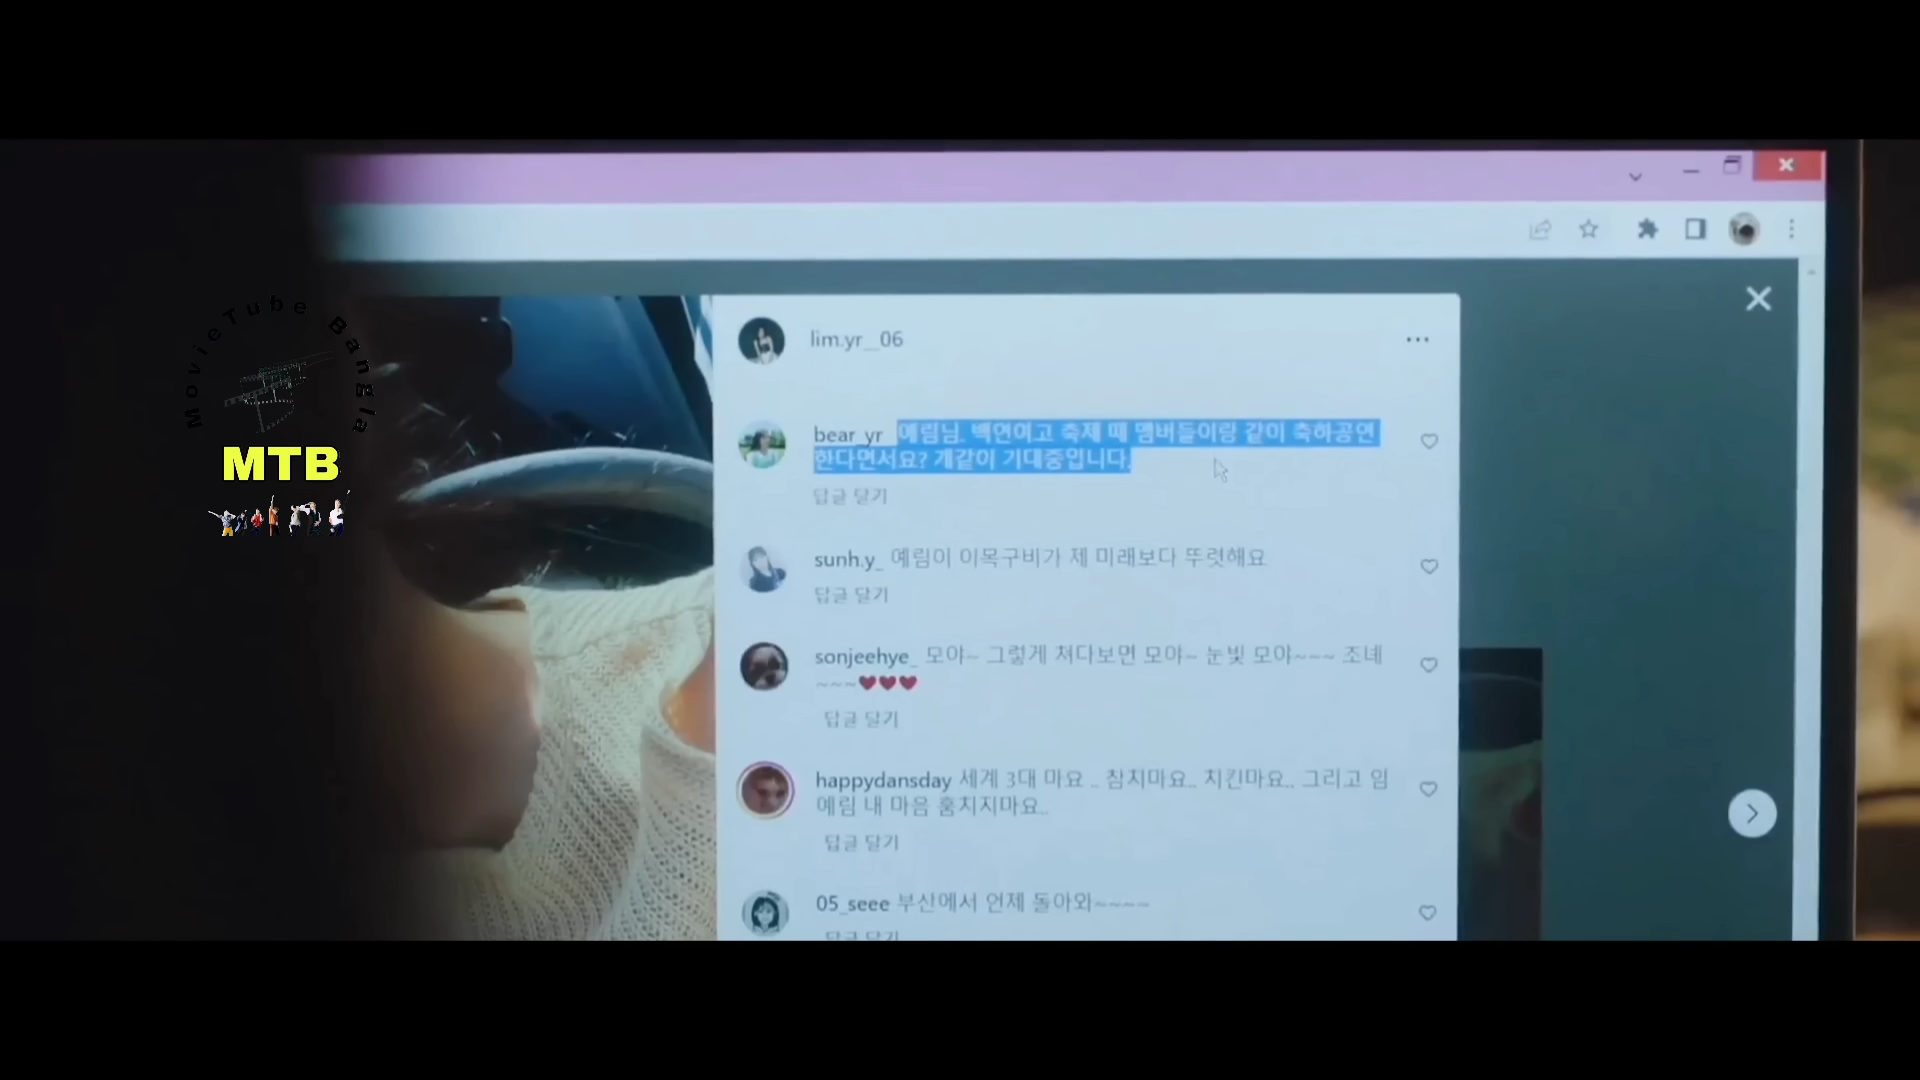 MovieTube Bangla
MTB
lim.yr__06
bear_yr_ 예림님. 백연여고 축제 때 멤버들이랑 같이 축하공연
한다면서요? 개같이 기대중입니다.
답글 달기
sunh.y_ 예림이 이목구비가 제 미래보다 뚜렷해요
답글 달기
sonjeehye_ 모야~ 그렇게 쳐다보면 모야~ 눈빛 모야~~~ 조녜
~~~❤❤❤
답글 달기
happydansday 세계 3대 마요 .. 참치마요.. 치킨마요.. 그리고 임
예림 내 마음 훔치지마요..
답글 달기
05_seee 부산에서 언제 돌아와~~~~
답글 달기